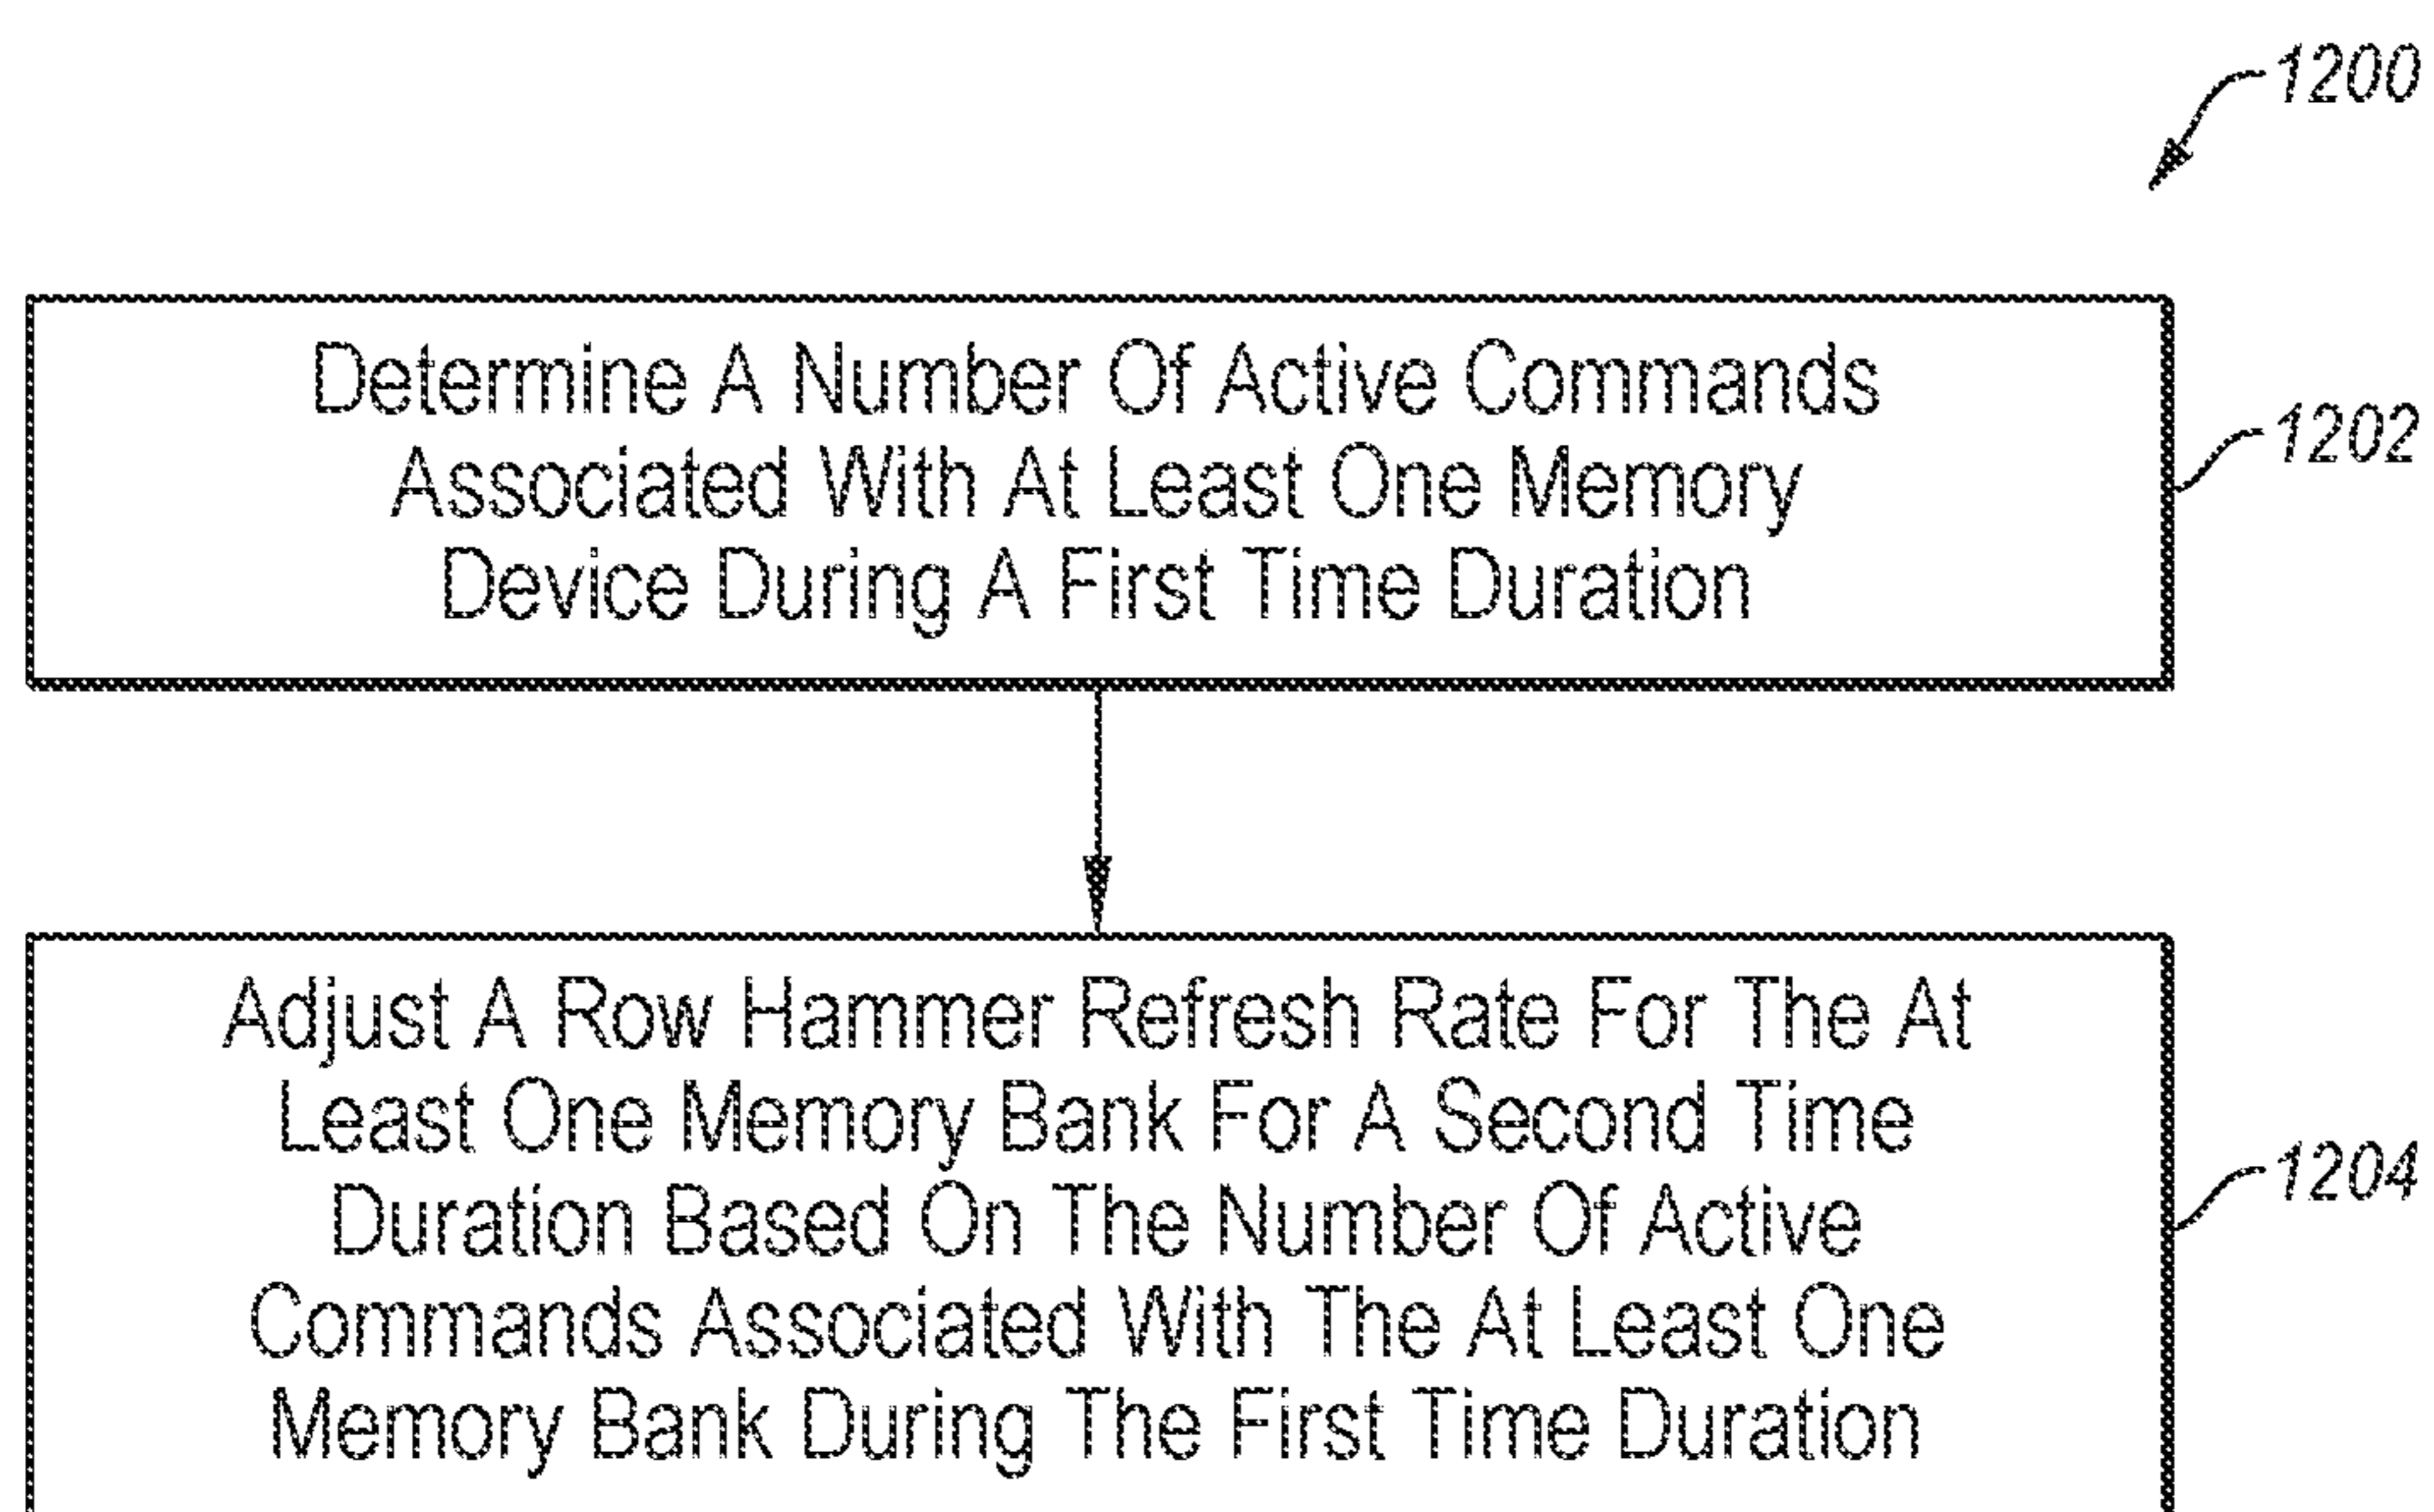 1200
Determine A Number Of Active Commands
Associated With At Least One Memory
Device During A First Time Duration
1202
Adjust A Row Hammer Refresh Rate For The At
Least One Memory Bank For A Second Time
Duration Based On The Number Of Active
Commands Associated With The At Least One
Memory Bank During The First Time Duration
1204